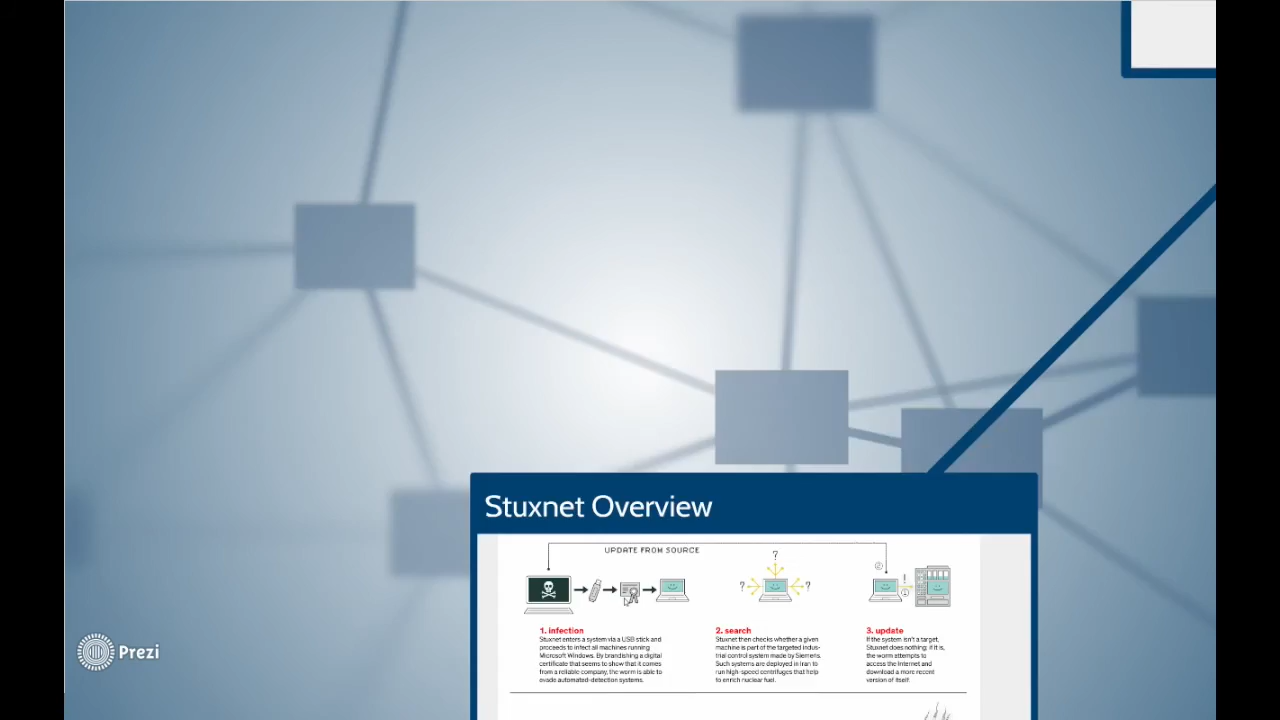 Stuxnet Overview
UPDATE FROM SOURCE
?
? ?
2
!
1
1. infection
Stuxnet enters a system via a USB stick and
proceeds to infect all machines running
Microsoft Windows. By brandishing a digital
certificate that seems to show that it comes
from a reliable company, the worm is able to
evade automated-detection systems.
2. search
Stuxnet then checks whether a given
machine is part of the targeted indus-
trial control system made by Siemens.
Such systems are deployed in Iran to
run high-speed centrifuges that help
to enrich nuclear fuel.
3. update
If the system isn't a target,
Stuxnet does nothing; if it is,
the worm attempts to
access the Internet and
download a more recent
version of itself.
Prezi